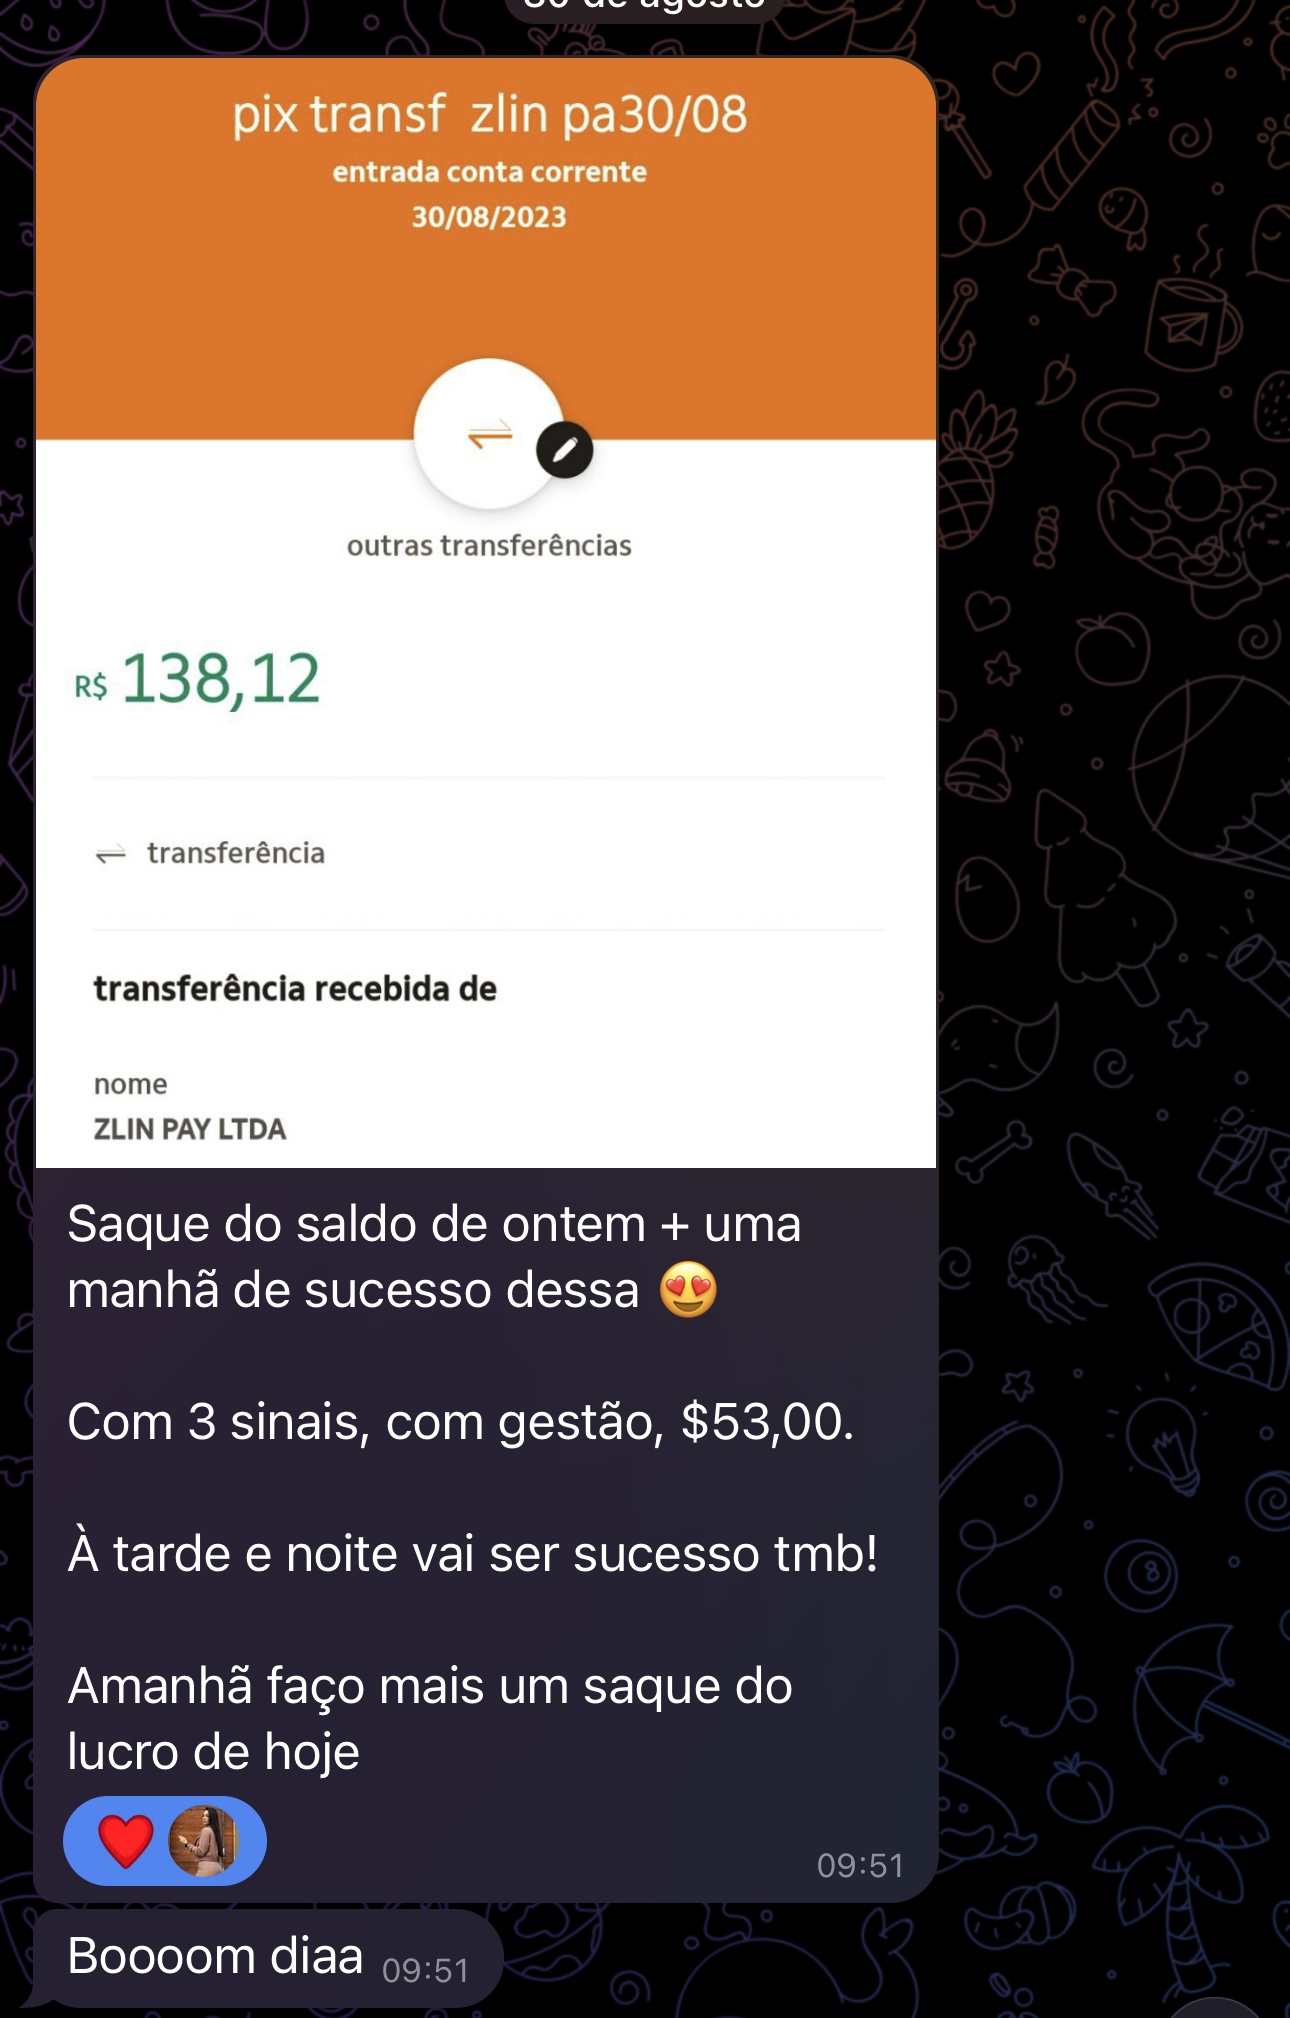 30 de agosto
pix transf zlin pa30/08
entrada conta corrente
30/08/2023
outras transferências
R$ 138,12
transferência
transferência recebida de
nome
ZLIN PAY LTDA
Saque do saldo de ontem + uma
manhã de sucesso dessa 😍
Com 3 sinais, com gestão, $53,00.
À tarde e noite vai ser sucesso tmb!
Amanhã faço mais um saque do
lucro de hoje
09:51
Boooom diaa 09:51